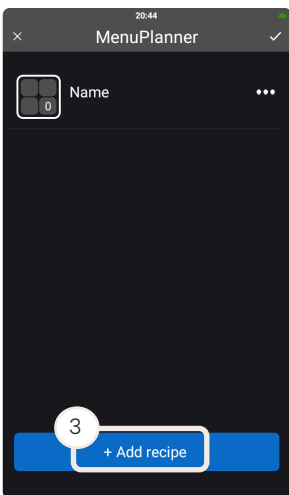 20:44
× MenuPlanner ✓
Name •••
0
3
+ Add recipe